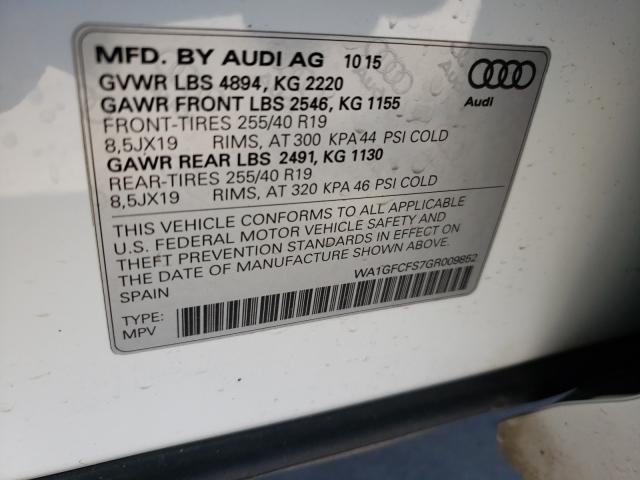 MFD. BY AUDI AG 10 15
GVWR LBS 4894, KG 2220
GAWR FRONT LBS 2546, KG 1155
FRONT-TIRES 255/40 R19
8,5JX19 RIMS, AT 300 KPA 44 PSI COLD
GAWR REAR LBS 2491, KG 1130
REAR-TIRES 255/40 R19
8,5JX19 RIMS, AT 320 KPA 46 PSI COLD
Audi
THIS VEHICLE CONFORMS TO ALL APPLICABLE
U.S. FEDERAL MOTOR VEHICLE SAFETY AND
THEFT PREVENTION STANDARDS IN EFFECT ON
THE DATE OF MANUFACTURE SHOWN ABOVE.
SPAIN
WA1GFCFS7GR009852
TYPE:
MPV